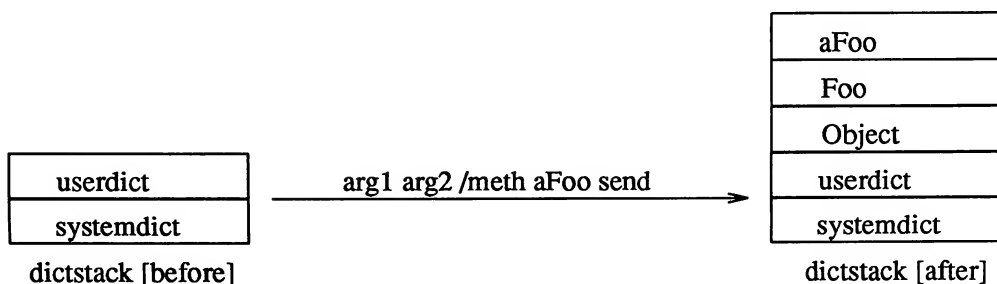 userdict
systemdict
dictstack [before]
arg1 arg2 /meth aFoo send
aFoo
Foo
Object
userdict
systemdict
dictstack [after]